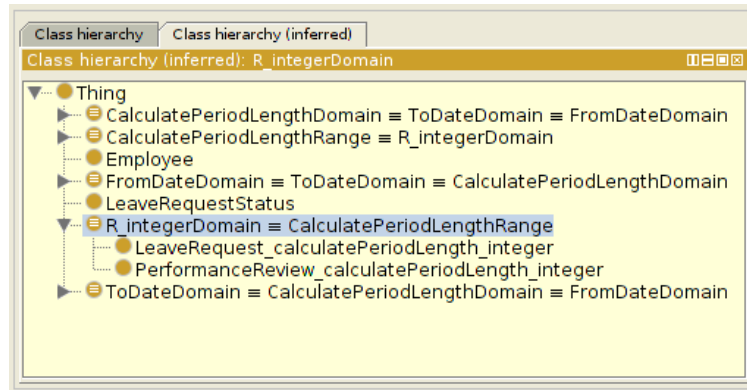 Class hierarchy Class hierarchy (inferred)
Class hierarchy (inferred): R_integerDomain
Thing
CalculatePeriodLengthDomain ≡ ToDateDomain ≡ FromDateDomain
CalculatePeriodLengthRange ≡ R_integerDomain
Employee
FromDateDomain ≡ ToDateDomain ≡ CalculatePeriodLengthDomain
LeaveRequestStatus
R_integerDomain ≡ CalculatePeriodLengthRange
LeaveRequest_calculatePeriodLength_integer
PerformanceReview_calculatePeriodLength_integer
ToDateDomain ≡ CalculatePeriodLengthDomain ≡ FromDateDomain